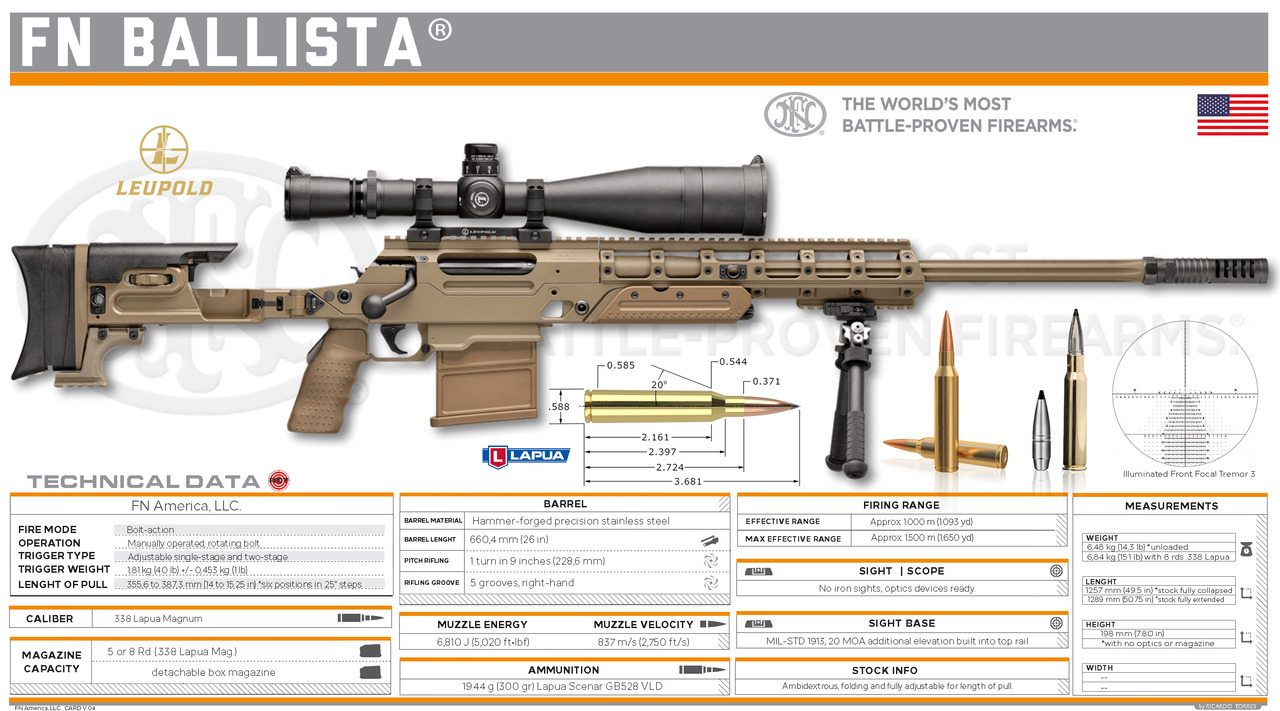 FN BALLISTA®
FN
THE WORLD'S MOST
BATTLE-PROVEN FIREARMS.®
LEUPOLD
LEUPOLD
0.585
0.544
20°
0.371
.588
2.161
2.397
2.724
3.681
L LAPUA
Illuminated Front Focal Tremor 3
TECHNICAL DATA
FN America, LLC.
FIRE MODE Bolt-action
OPERATION Manually operated, rotating bolt
TRIGGER TYPE Adjustable single-stage and two-stage
TRIGGER WEIGHT 1,81 kg (4.0 lb) +/- 0,453 kg (1 lb)
LENGHT OF PULL 355,6 to 387,3 mm (14 to 15.25 in) *six positions in 25" steps
CALIBER 338 Lapua Magnum
MAGAZINE CAPACITY 5 or 8 Rd (338 Lapua Mag.)
detachable box magazine
BARREL
BARREL MATERIAL Hammer-forged precision stainless steel
BARREL LENGHT 660,4 mm (26 in)
PITCH RIFLING 1 turn in 9 inches (228,6 mm)
RIFLING GROOVE 5 grooves, right-hand
MUZZLE ENERGY MUZZLE VELOCITY
6,810 J (5,020 ft•lbf) 837 m/s (2,750 ft/s)
AMMUNITION
19.44 g (300 gr) Lapua Scenar GB528 VLD
FIRING RANGE
EFFECTIVE RANGE Approx 1.000 m (1.093 yd)
MAX EFFECTIVE RANGE Approx 1.500 m (1,650 yd)
SIGHT | SCOPE
No iron sights, optics devices ready.
SIGHT BASE
MIL-STD 1913, 20 MOA additional elevation built into top rail
STOCK INFO
Ambidextrous, folding and fully adjustable for length of pull.
MEASUREMENTS
WEIGHT
6,48 kg (14,3 lb) *unloaded
6,84 kg (15.1 lb) with 8 rds .338 Lapua
LENGHT
1257 mm (49.5 in) *stock fully collapsed
1289 mm (50.75 in) *stock fully extended
HEIGHT
198 mm (7.80 in)
*with no optics or magazine
WIDTH
--
--
FN America, LLC. CARD V.04
by RICARDO TORRES